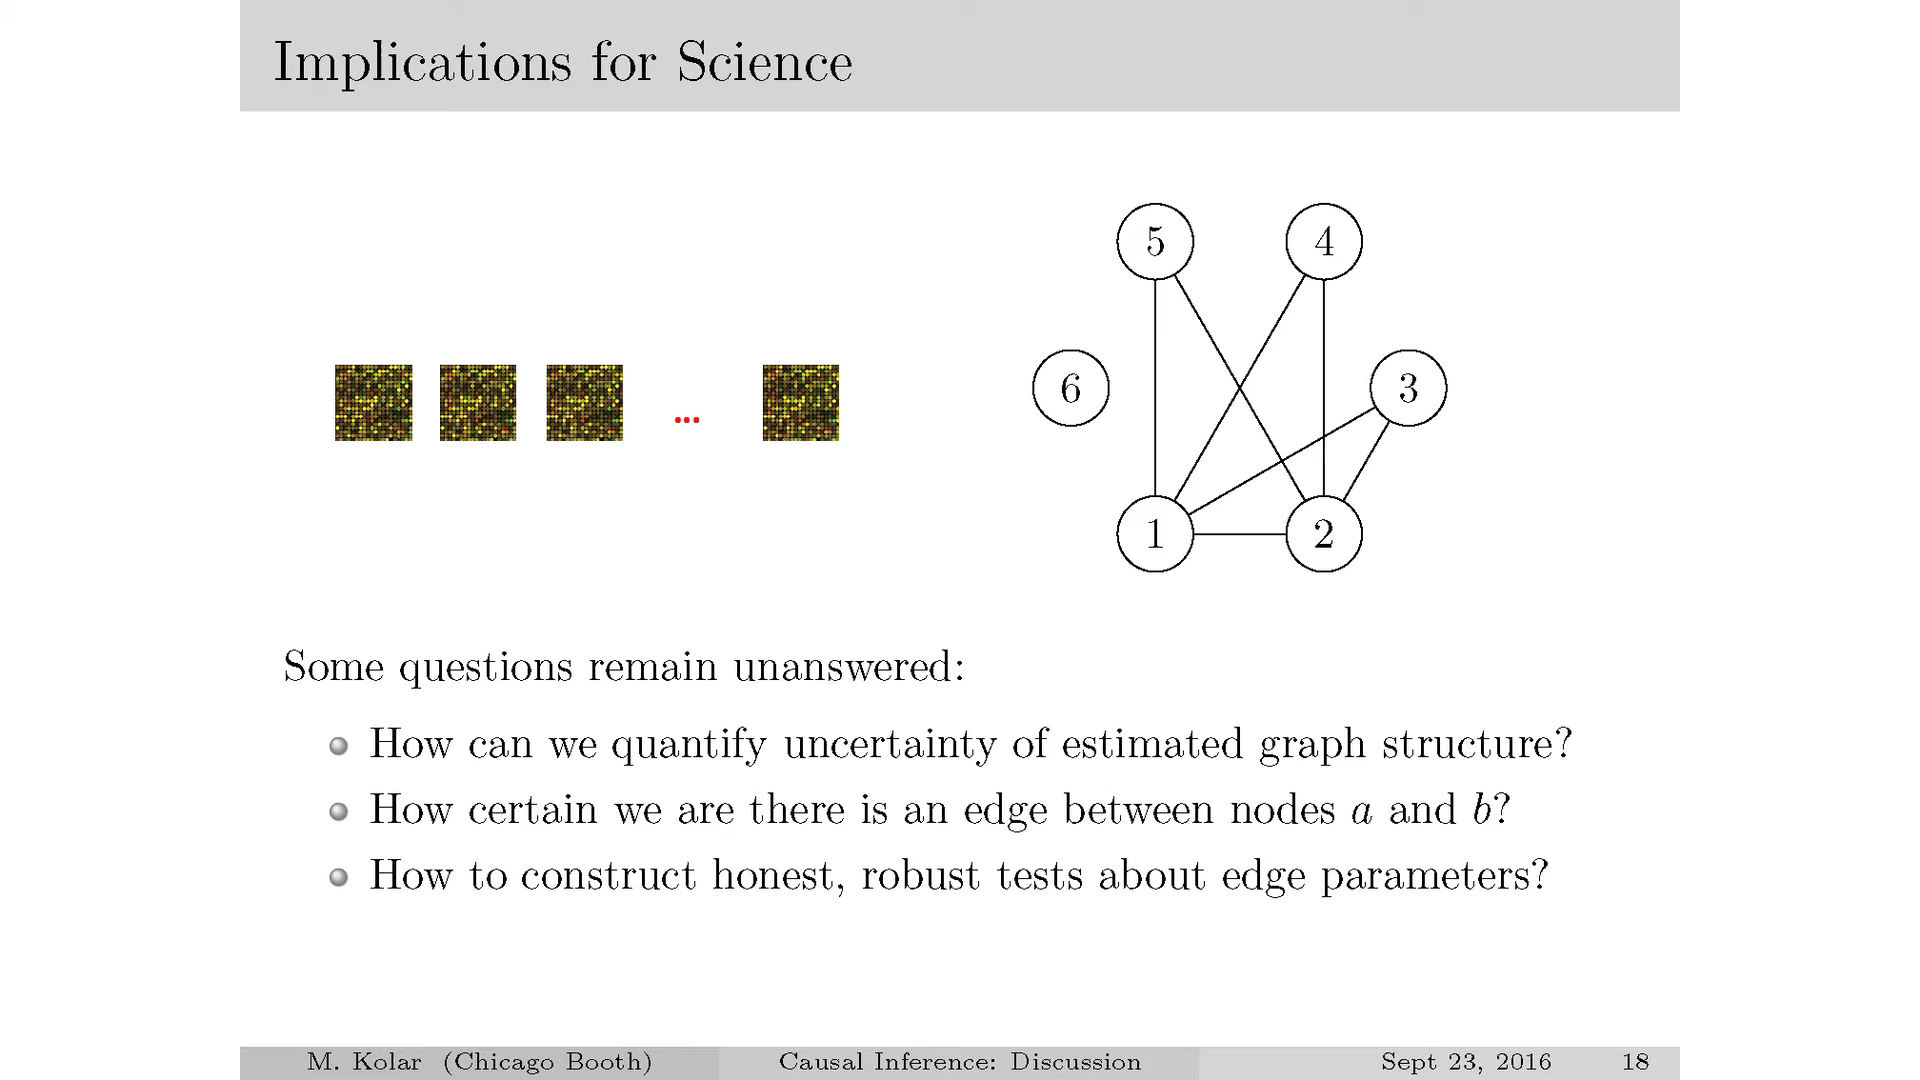 Implications for Science
5
4
6
3
...
1
2
Some questions remain unanswered:
How can we quantify uncertainty of estimated graph structure?
How certain we are there is an edge between nodes a and b?
How to construct honest, robust tests about edge parameters?
M. Kolar (Chicago Booth)
Causal Inference: Discussion
Sept 23, 2016
18